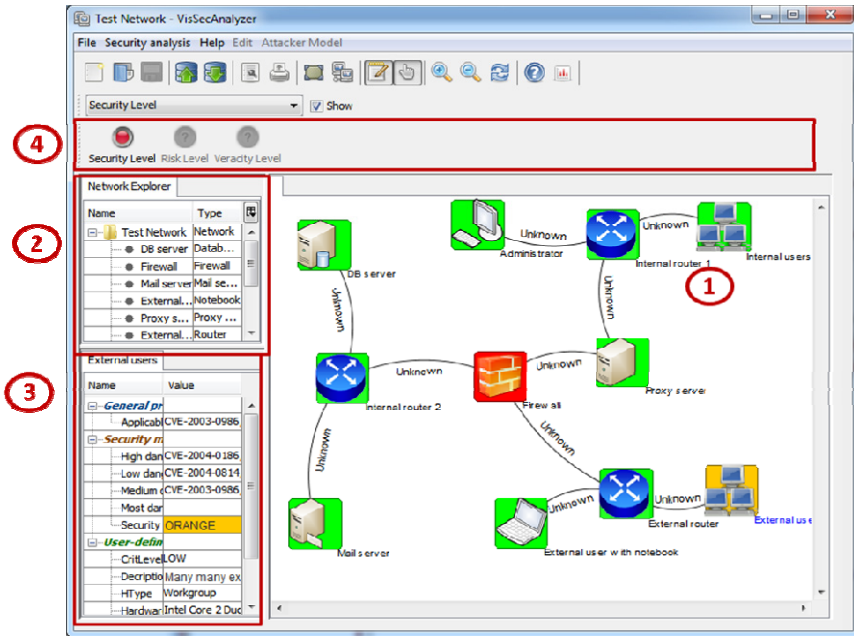 Test Network - VisSecAnalyzer
File Security analysis Help Edit Attacker Model
Security Level
Show
4
Security Level Risk Level Veracity Level
Network Explorer
Name Type
2
Test Network Network
DB server Datab...
Firewall Firewall
Mail server Mail se...
External... Notebook
Proxy s... Proxy ...
External... Router
External users
3
Name Value
General pr
Applicabl CVE-2003-0986,
Security m
High dan CVE-2004-0186,
Low dan CVE-2004-0814,
Medium d CVE-2003-0986,
Most dar
Security ORANGE
User-defin
CritLevel LOW
Decriptio Many many ex
HType Workgroup
Hardwar Intel Core 2 Duo
DB server
Unknown
Administrator
Unknown
Internal router 1
Unknown
Internal users
1
Unknown
Internal router 2
Unknown
Firewall
Unknown
Proxy server
Unknown
Mail server
Unknown
External user with notebook
Unknown
External router
Unknown
External use